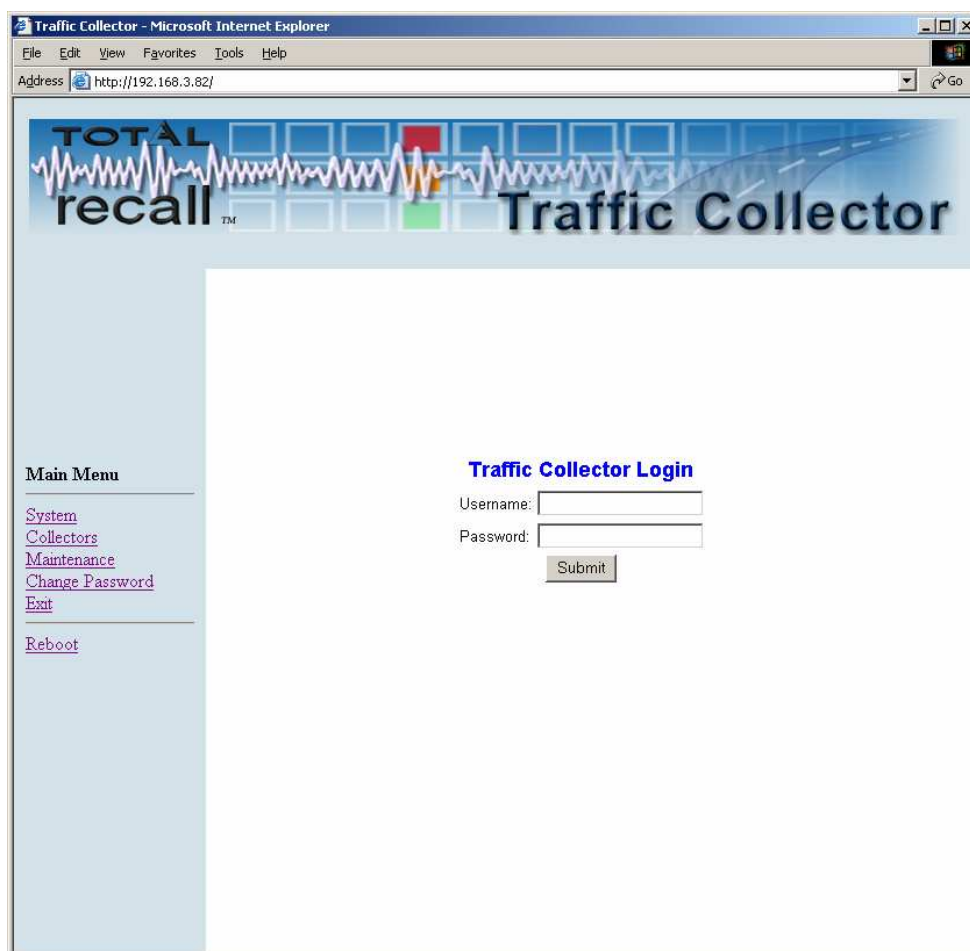 Traffic Collector - Microsoft Internet Explorer
File Edit View Favorites Tools Help
Address http://192.168.3.82/ Go
TOTAL
recall TM
Traffic Collector
Main Menu
System
Collectors
Maintenance
Change Password
Exit
Reboot
Traffic Collector Login
Username:
Password:
Submit